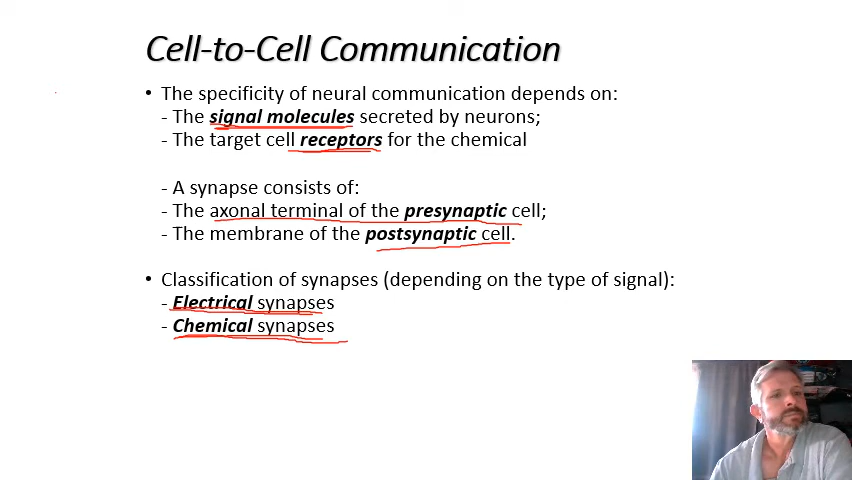 Cell-to-Cell Communication
• The specificity of neural communication depends on:
- The signal molecules secreted by neurons;
- The target cell receptors for the chemical
- A synapse consists of:
- The axonal terminal of the presynaptic cell;
- The membrane of the postsynaptic cell.
• Classification of synapses (depending on the type of signal):
- Electrical synapses
- Chemical synapses